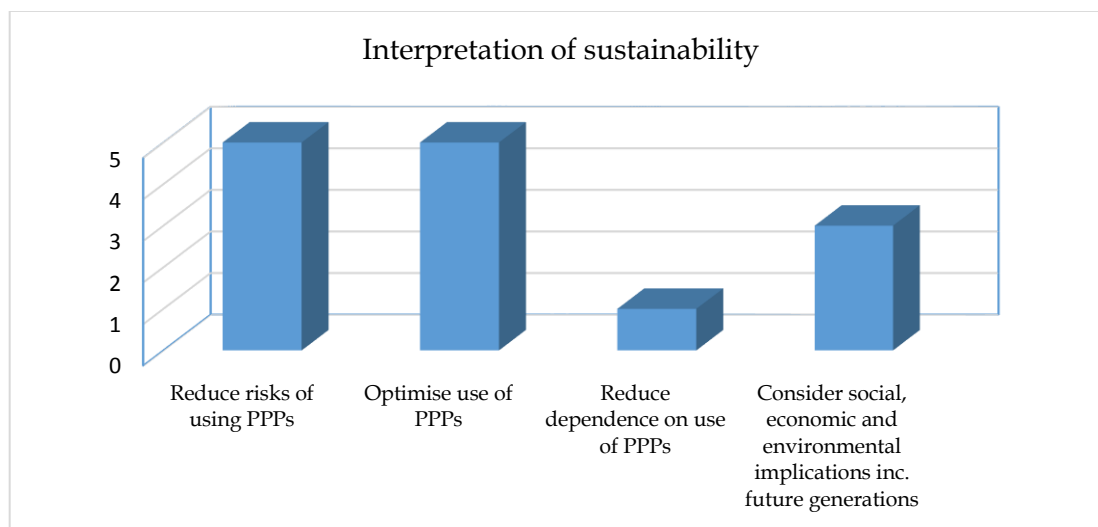 Interpretation of sustainability
5
4
3
2
1
0
Reduce risks of
using PPPs
Optimise use of
PPPs
Reduce
dependence on use
of PPPs
Consider social,
economic and
environmental
implications inc.
future generations